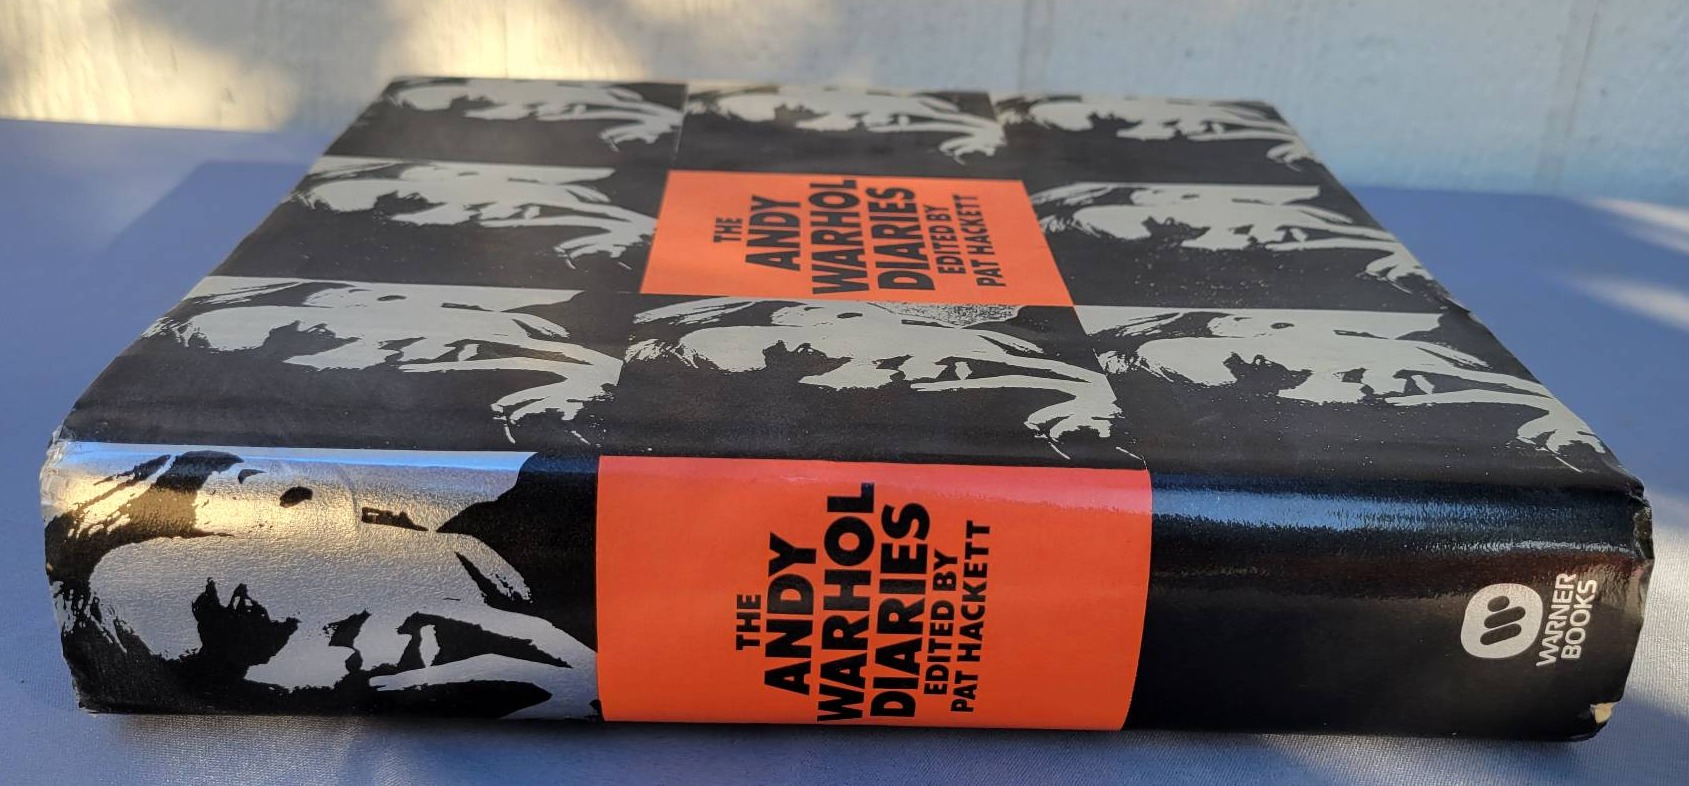 THE
ANDY
WARHOL
DIARIES
EDITED BY
PAT HACKETT
THE
ANDY
WARHOL
DIARIES
EDITED BY
PAT HACKETT
WARNER
BOOKS